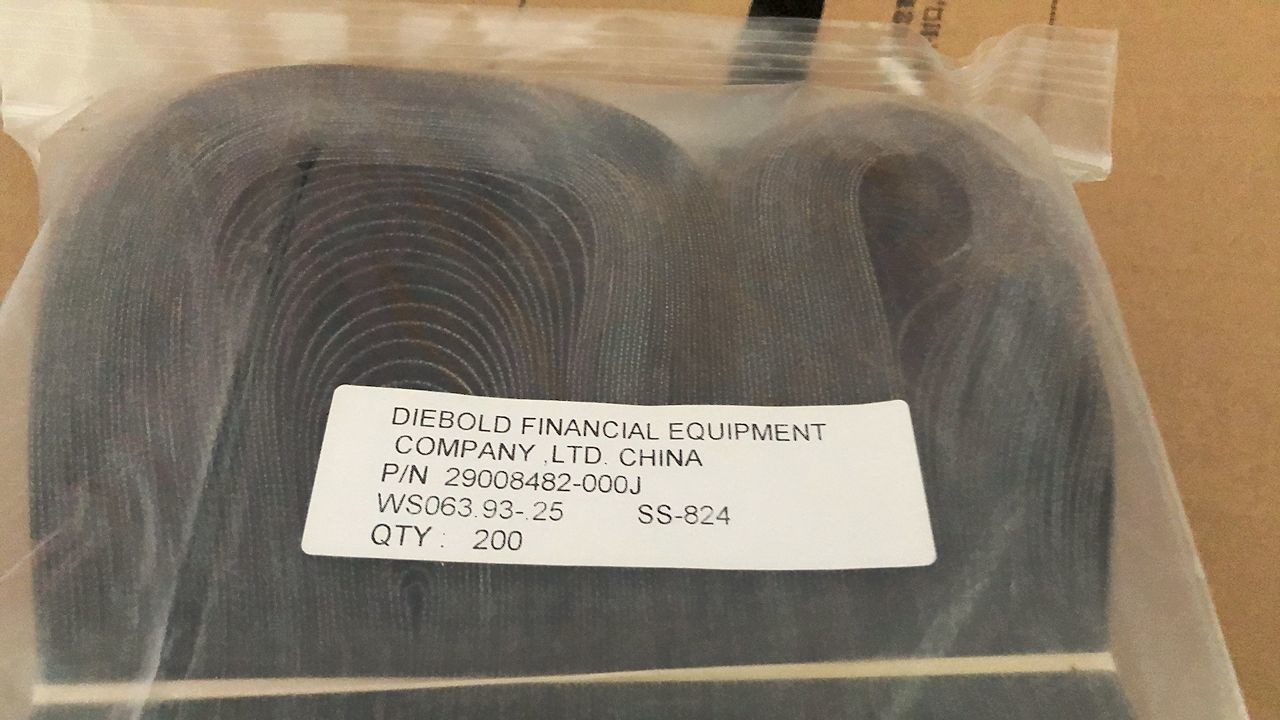 DIEBOLD FINANCIAL EQUIPMENT
COMPANY ,LTD. CHINA
P/N 29008482-000J
WS063.93-.25 SS-824
QTY : 200